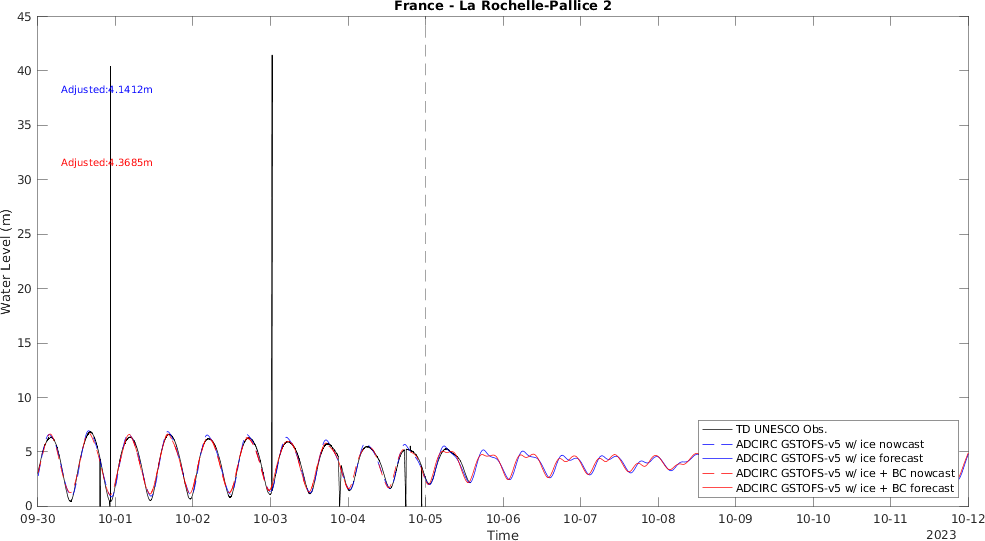 France - La Rochelle-Pallice 2
45
40
35
30
25
20
15
10
5
0
Water Level (m)
Adjusted:4.1412m
Adjusted:4.3685m
TD UNESCO Obs.
ADCIRC GSTOFS-v5 w/ ice nowcast
ADCIRC GSTOFS-v5 w/ ice forecast
ADCIRC GSTOFS-v5 w/ ice + BC nowcast
ADCIRC GSTOFS-v5 w/ ice + BC forecast
09-30 10-01 10-02 10-03 10-04 10-05 10-06 10-07 10-08 10-09 10-10 10-11 10-12
Time
2023